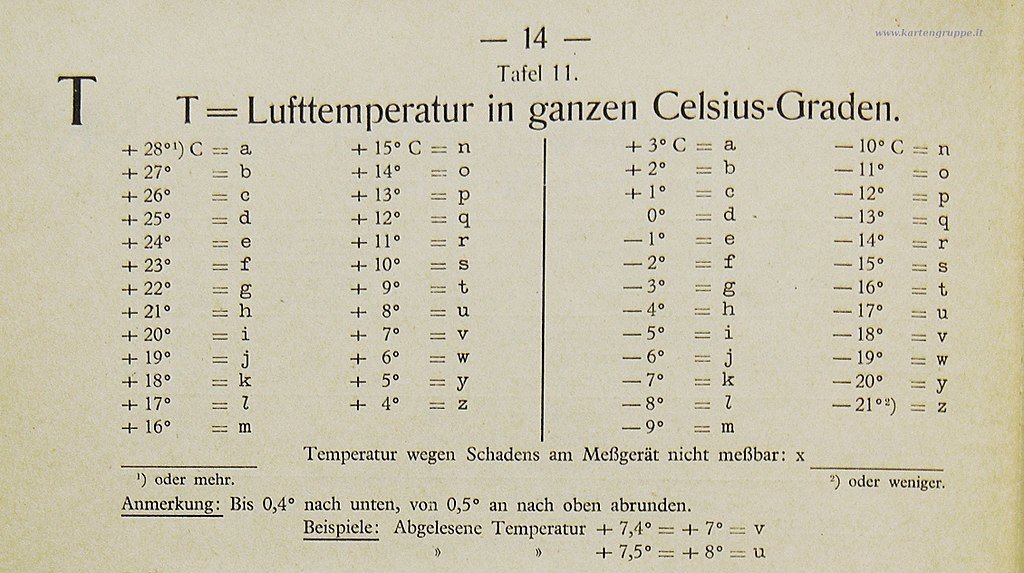 — 14 —
www.kartengruppe.it
Tafel 11.
T
T = Lufttemperatur in ganzen Celsius-Graden.
+ 28°¹) C = a + 15° C = n + 3° C = a — 10° C = n
+ 27° = b + 14° = o + 2° = b — 11° = o
+ 26° = c + 13° = p + 1° = c — 12° = p
+ 25° = d + 12° = q 0° = d — 13° = q
+ 24° = e + 11° = r — 1° = e — 14° = r
+ 23° = f + 10° = s — 2° = f — 15° = s
+ 22° = g + 9° = t — 3° = g — 16° = t
+ 21° = h + 8° = u — 4° = h — 17° = u
+ 20° = i + 7° = v — 5° = i — 18° = v
+ 19° = j + 6° = w — 6° = j — 19° = w
+ 18° = k + 5° = y — 7° = k — 20° = y
+ 17° = l + 4° = z — 8° = l — 21°²) = z
+ 16° = m — 9° = m
Temperatur wegen Schadens am Meßgerät nicht meßbar: x
¹) oder mehr. ²) oder weniger.
Anmerkung: Bis 0,4° nach unten, von 0,5° an nach oben abrunden.
Beispiele: Abgelesene Temperatur + 7,4° = + 7° = v
» » + 7,5° = + 8° = u